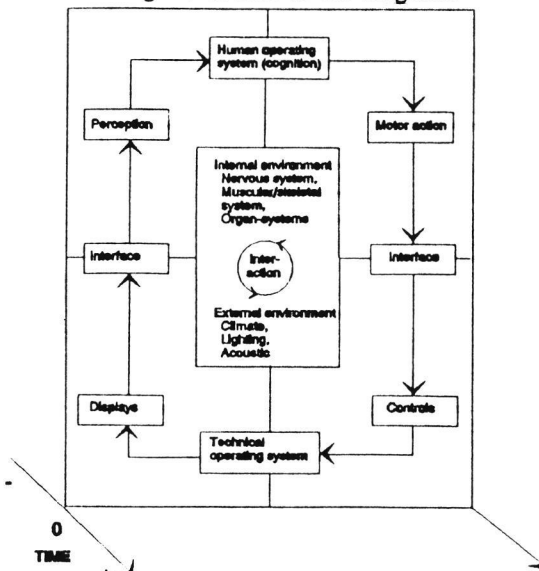 Human operating
system (cognition)
Perception
Motor action
Internal environment
Nervous system,
Muscular/skeletal
system,
Organ-systems
Interface
Inter-
action
Interface
External environment
Climate,
Lighting,
Acoustic
Displays
Controls
Technical
operating system
-
0
TIME